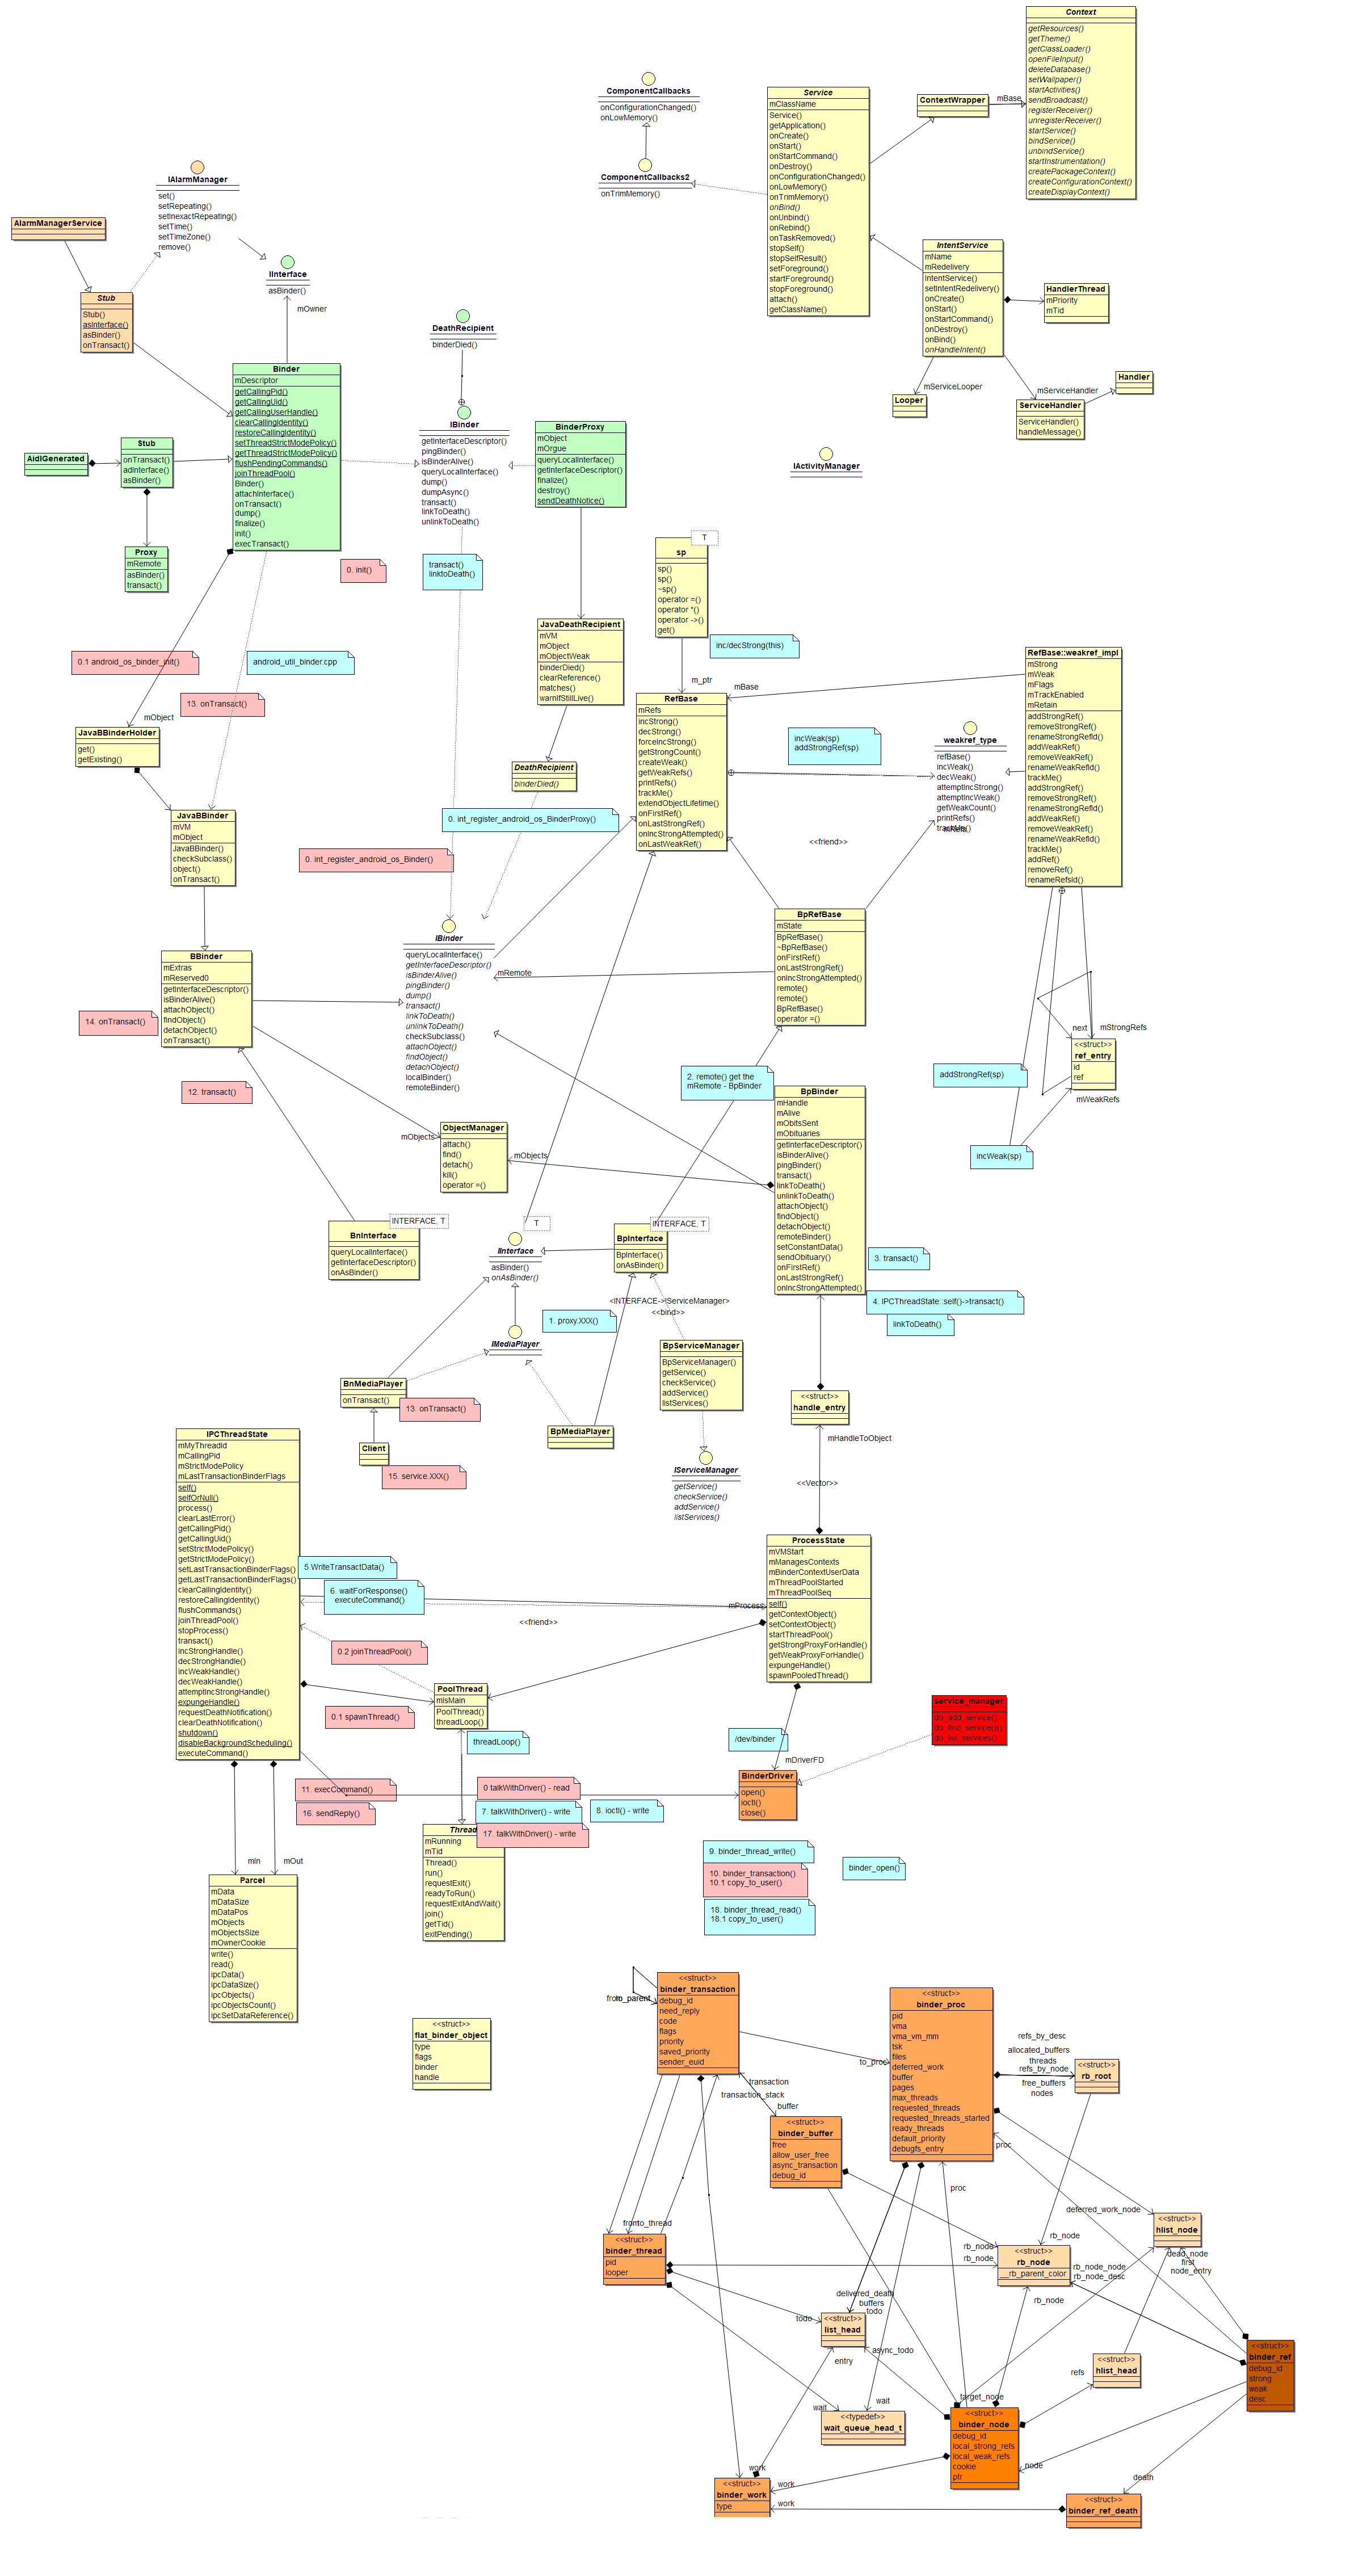 Context
getResources()
getTheme()
getClassLoader()
openFileInput()
deleteDatabase()
setWallpaper()
startActivities()
sendBroadcast()
registerReceiver()
unregisterReceiver()
startService()
bindService()
unbindService()
startInstrumentation()
createPackageContext()
createConfigurationContext()
createDisplayContext()
ContextWrapper
mBase
ComponentCallbacks
onConfigurationChanged()
onLowMemory()
ComponentCallbacks2
onTrimMemory()
Service
mClassName
Service()
getApplication()
onCreate()
onStart()
onStartCommand()
onDestroy()
onConfigurationChanged()
onLowMemory()
onTrimMemory()
onBind()
onUnbind()
onRebind()
onTaskRemoved()
stopSelf()
stopSelfResult()
setForeground()
startForeground()
stopForeground()
attach()
getClassName()
IntentService
mName
mRedelivery
IntentService()
setIntentRedelivery()
onCreate()
onStart()
onStartCommand()
onDestroy()
onBind()
onHandleIntent()
HandlerThread
mPriority
mTid
mServiceLooper
Looper
mServiceHandler
Handler
ServiceHandler
ServiceHandler()
handleMessage()
IActivityManager
IAlarmManager
set()
setRepeating()
setInexactRepeating()
setTime()
setTimeZone()
remove()
AlarmManagerService
Stub
Stub()
asInterface()
asBinder()
onTransact()
IInterface
asBinder()
mOwner
DeathRecipient
binderDied()
Binder
mDescriptor
getCallingPid()
getCallingUid()
getCallingUserHandle()
clearCallingIdentity()
restoreCallingIdentity()
setThreadStrictModePolicy()
getThreadStrictModePolicy()
flushPendingCommands()
joinThreadPool()
Binder()
attachInterface()
onTransact()
dump()
finalize()
init()
execTransact()
IBinder
getInterfaceDescriptor()
pingBinder()
isBinderAlive()
queryLocalInterface()
dump()
dumpAsync()
transact()
linkToDeath()
unlinkToDeath()
BinderProxy
mObject
mOrgue
queryLocalInterface()
getInterfaceDescriptor()
finalize()
destroy()
sendDeathNotice()
AidlGenerated
Stub
onTransact()
adinterface()
asBinder()
Proxy
mRemote
asBinder()
transact()
0. init()
transact()
linktoDeath()
T
sp
sp()
sp()
~sp()
operator =()
operator *()
operator ->()
get()
inc/decStrong(this)
m_ptr
0.1 android_os_binder_init()
android_util_binder.cpp
13. onTransact()
mObject
JavaBBinderHolder
get()
getExisting()
JavaDeathRecipient
mVM
mObject
mObjectWeak
binderDied()
clearReference()
matches()
warnIfStillLive()
DeathRecipient
binderDied()
mBase
RefBase
mRefs
incStrong()
decStrong()
forceIncStrong()
getStrongCount()
createWeak()
getWeakRefs()
printRefs()
trackMe()
extendObjectLifetime()
onFirstRef()
onLastStrongRef()
onIncStrongAttempted()
onLastWeakRef()
incWeak(sp)
addStrongRef(sp)
weakref_type
refBase()
incWeak()
decWeak()
attemptIncStrong()
attemptIncWeak()
getWeakCount()
printRefs()
trackMe()
<<friend>>
RefBase::weakref_impl
mStrong
mWeak
mFlags
mTrackEnabled
mRetain
addStrongRef()
removeStrongRef()
renameStrongRefId()
addWeakRef()
removeWeakRef()
renameWeakRefId()
trackMe()
addStrongRef()
removeStrongRef()
renameStrongRefId()
addWeakRef()
removeWeakRef()
renameWeakRefId()
trackMe()
addRef()
removeRef()
renameRefsId()
JavaBBinder
mVM
mObject
JavaBBinder()
checkSubclass()
object()
onTransact()
0. int_register_android_os_BinderProxy()
0. int_register_android_os_Binder()
BBinder
mExtras
mReserved0
getInterfaceDescriptor()
isBinderAlive()
attachObject()
findObject()
detachObject()
onTransact()
14. onTransact()
12. transact()
IBinder
queryLocalInterface()
getInterfaceDescriptor()
isBinderAlive()
pingBinder()
dump()
transact()
linkToDeath()
unlinkToDeath()
checkSubclass()
attachObject()
findObject()
detachObject()
localBinder()
remoteBinder()
mRemote
BpRefBase
mState
BpRefBase()
~BpRefBase()
onFirstRef()
onLastStrongRef()
onIncStrongAttempted()
remote()
remote()
BpRefBase()
operator =()
next
mStrongRefs
<<struct>>
ref_entry
id
ref
mWeakRefs
addStrongRef(sp)
incWeak(sp)
2. remote() get the
mRemote - BpBinder
BpBinder
mHandle
mAlive
mObitsSent
mObituaries
getInterfaceDescriptor()
isBinderAlive()
pingBinder()
transact()
linkToDeath()
unlinkToDeath()
attachObject()
findObject()
detachObject()
remoteBinder()
setConstantData()
sendObituary()
onFirstRef()
onLastStrongRef()
onIncStrongAttempted()
mObjects
ObjectManager
attach()
find()
detach()
kill()
operator =()
mObjects
INTERFACE, T
BnInterface
queryLocalInterface()
getInterfaceDescriptor()
onAsBinder()
T
IInterface
asBinder()
onAsBinder()
INTERFACE, T
BpInterface
BpInterface()
onAsBinder()
3. transact()
4. IPCThreadState::self()->transact()
linkToDeath()
<INTERFACE->IServiceManager>
<<bind>>
1. proxy.XXX()
IMediaPlayer
BpServiceManager
BpServiceManager()
getService()
checkService()
addService()
listServices()
BnMediaPlayer
onTransact()
13. onTransact()
BpMediaPlayer
<<struct>>
handle_entry
mHandleToObject
Client
15. service.XXX()
IServiceManager
getService()
checkService()
addService()
listServices()
<<Vector>>
IPCThreadState
mMyThreadId
mCallingPid
mStrictModePolicy
mLastTransactionBinderFlags
self()
selfOrNull()
process()
clearLastError()
getCallingPid()
getCallingUid()
setStrictModePolicy()
getStrictModePolicy()
setLastTransactionBinderFlags()
getLastTransactionBinderFlags()
clearCallingIdentity()
restoreCallingIdentity()
flushCommands()
joinThreadPool()
stopProcess()
transact()
incStrongHandle()
decStrongHandle()
incWeakHandle()
decWeakHandle()
attemptIncStrongHandle()
expungeHandle()
requestDeathNotification()
clearDeathNotification()
shutdown()
disableBackgroundScheduling()
executeCommand()
5.WriteTransactData()
6. waitForResponse()
executeCommand()
<<friend>>
mProcess
ProcessState
mVMStart
mManagesContexts
mBinderContextUserData
mThreadPoolStarted
mThreadPoolSeq
self()
getContextObject()
setContextObject()
startThreadPool()
getStrongProxyForHandle()
getWeakProxyForHandle()
expungeHandle()
spawnPooledThread()
0.2 joinThreadPool()
PoolThread
mIsMain
PoolThread()
threadLoop()
0.1 spawnThread()
threadLoop()
service_manager
do_add_service()
do_find_service()()
do_list_services()
/dev/binder
mDriverFD
BinderDriver
open()
ioctl()
close()
11. execCommand()
16. sendReply()
0 talkWithDriver() - read
7. talkWithDriver() - write
8. ioctl() - write
17. talkWithDriver() - write
Thread
mRunning
mTid
Thread()
run()
requestExit()
readyToRun()
requestExitAndWait()
join()
getTid()
exitPending()
mIn
mOut
Parcel
mData
mDataSize
mDataPos
mObjects
mObjectsSize
mOwnerCookie
write()
read()
ipcData()
ipcDataSize()
ipcObjects()
ipcObjectsCount()
ipcSetDataReference()
9. binder_thread_write()
10. binder_transaction()
10.1 copy_to_user()
binder_open()
18. binder_thread_read()
18.1 copy_to_user()
<<struct>>
flat_binder_object
type
flags
binder
handle
<<struct>>
binder_transaction
debug_id
need_reply
code
flags
priority
saved_priority
sender_euid
to_proc
transaction
transaction_stack
buffer
<<struct>>
binder_proc
pid
vma
vma_vm_mm
tsk
files
deferred_work
buffer
pages
max_threads
requested_threads
requested_threads_started
ready_threads
default_priority
debugfs_entry
refs_by_desc
allocated_buffers
threads
refs_by_node
free_buffers
nodes
<<struct>>
rb_root
<<struct>>
binder_buffer
free
allow_user_free
async_transaction
debug_id
proc
proc
deferred_work_node
<<struct>>
hlist_node
<<struct>>
binder_thread
pid
looper
rb_node
rb_node
rb_node
<<struct>>
rb_node
__rb_parent_color
dead_node
first
node_entry
rb_node_node
rb_node_desc
rb_node
delivered_death
buffers
todo
todo
<<struct>>
list_head
async_todo
entry
<<struct>>
hlist_head
refs
<<struct>>
binder_ref
debug_id
strong
weak
desc
wait
wait
<<typedef>>
wait_queue_head_t
target_node
<<struct>>
binder_node
debug_id
local_strong_refs
local_weak_refs
cookie
ptr
node
death
work
work
work
<<struct>>
binder_work
type
<<struct>>
binder_ref_death